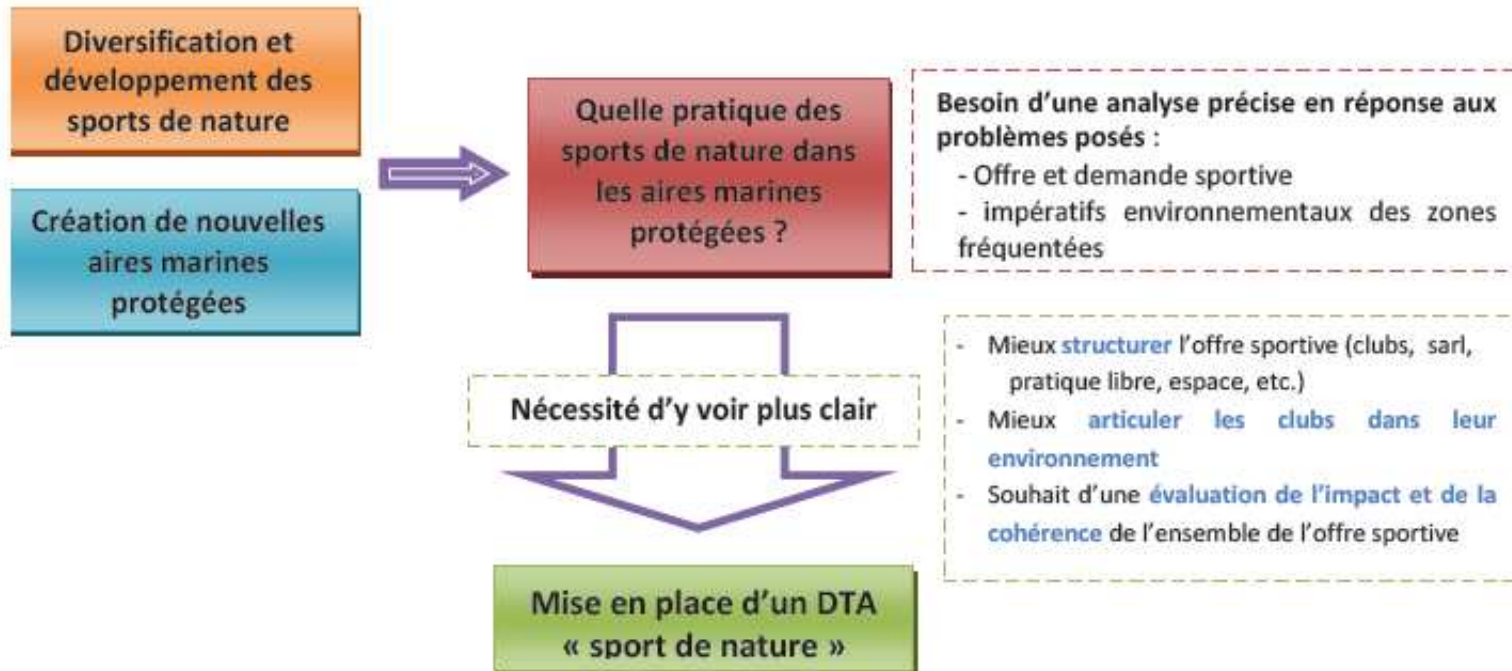 Diversification et
développement des
sports de nature
Création de nouvelles
aires marines
protégées
Quelle pratique des
sports de nature dans
les aires marines
protégées ?
Besoin d’une analyse précise en réponse aux
problèmes posés :
- Offre et demande sportive
- impératifs environnementaux des zones
fréquentées
Nécessité d’y voir plus clair
- Mieux structurer l’offre sportive (clubs, sarl,
pratique libre, espace, etc.)
- Mieux articuler les clubs dans leur
environnement
- Souhait d’une évaluation de l’impact et de la
cohérence de l’ensemble de l’offre sportive
Mise en place d’un DTA
« sport de nature »